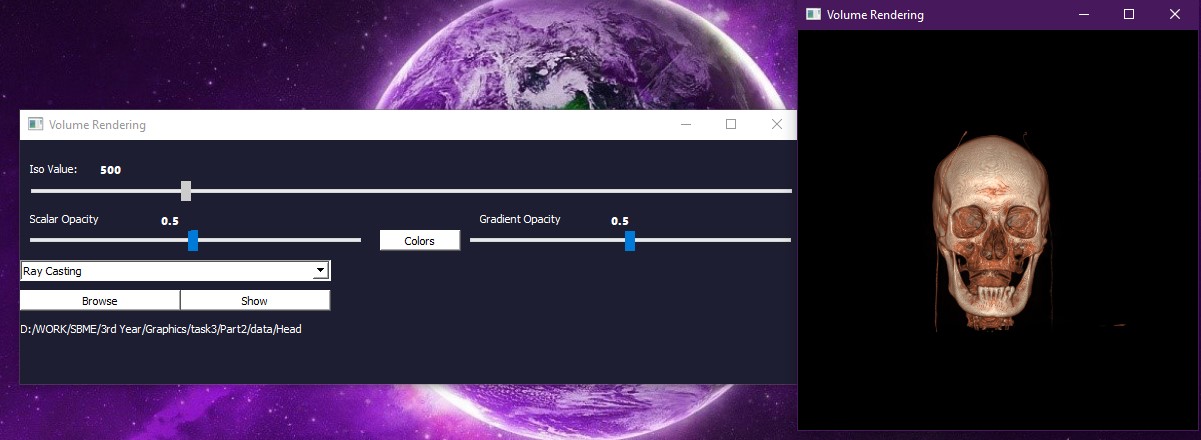 Volume Rendering
Volume Rendering
Iso Value: 500
Scalar Opacity 0.5 Gradient Opacity 0.5
Colors
Ray Casting
Browse Show
D:/WORK/SBME/3rd Year/Graphics/task3/Part2/data/Head